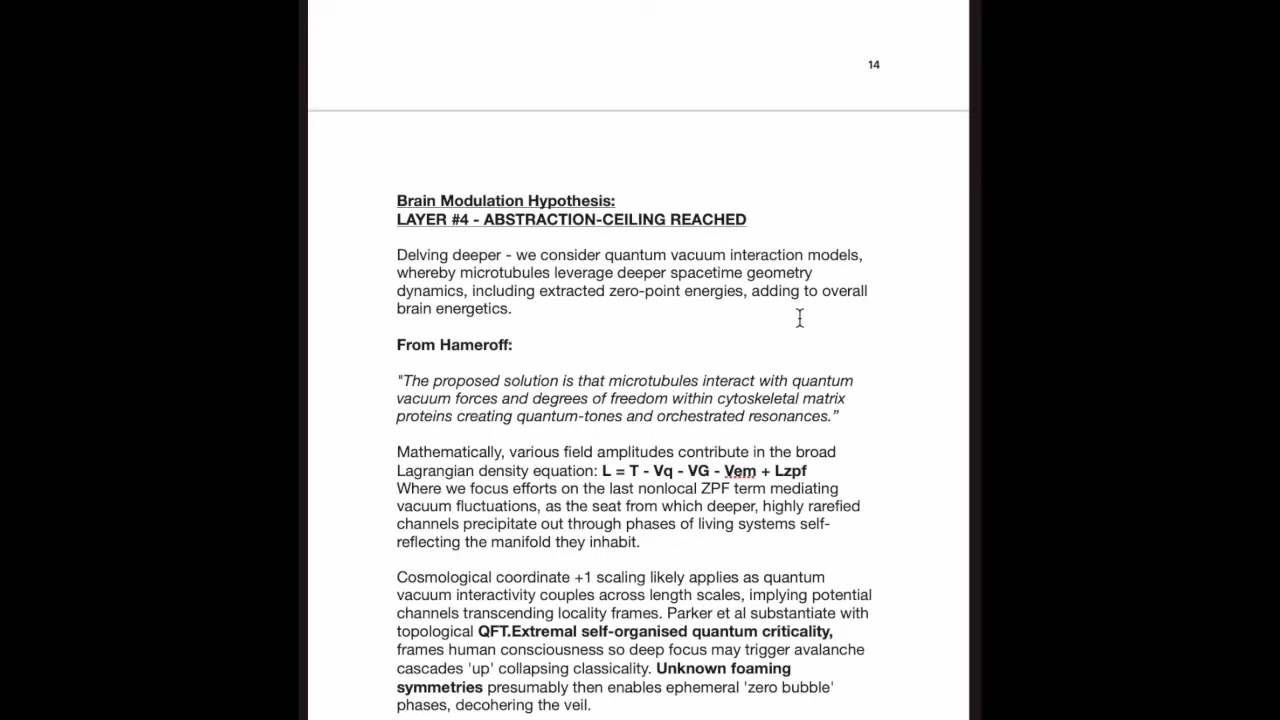 14
Brain Modulation Hypothesis:
LAYER #4 - ABSTRACTION-CEILING REACHED
Delving deeper - we consider quantum vacuum interaction models,
whereby microtubules leverage deeper spacetime geometry
dynamics, including extracted zero-point energies, adding to overall
brain energetics.
From Hameroff:
"The proposed solution is that microtubules interact with quantum
vacuum forces and degrees of freedom within cytoskeletal matrix
proteins creating quantum-tones and orchestrated resonances.”
Mathematically, various field amplitudes contribute in the broad
Lagrangian density equation: L = T - Vq - VG - Vem + Lzpf
Where we focus efforts on the last nonlocal ZPF term mediating
vacuum fluctuations, as the seat from which deeper, highly rarefied
channels precipitate out through phases of living systems self-
reflecting the manifold they inhabit.
Cosmological coordinate +1 scaling likely applies as quantum
vacuum interactivity couples across length scales, implying potential
channels transcending locality frames. Parker et al substantiate with
topological QFT.Extremal self-organised quantum criticality,
frames human consciousness so deep focus may trigger avalanche
cascades 'up' collapsing classicality. Unknown foaming
symmetries presumably then enables ephemeral 'zero bubble'
phases, decohering the veil.